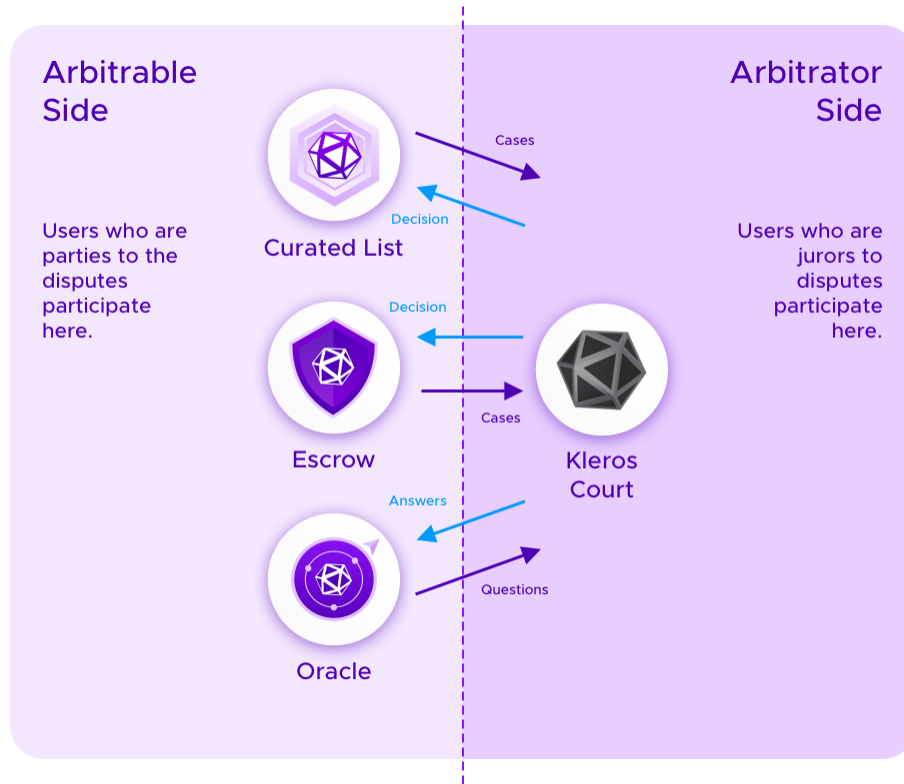 Arbitrable
Side
Arbitrator
Side
Cases
Decision
Curated List
Users who are
parties to the
disputes
participate
here.
Users who are
jurors to
disputes
participate
here.
Decision
Cases
Escrow
Kleros
Court
Answers
Questions
Oracle